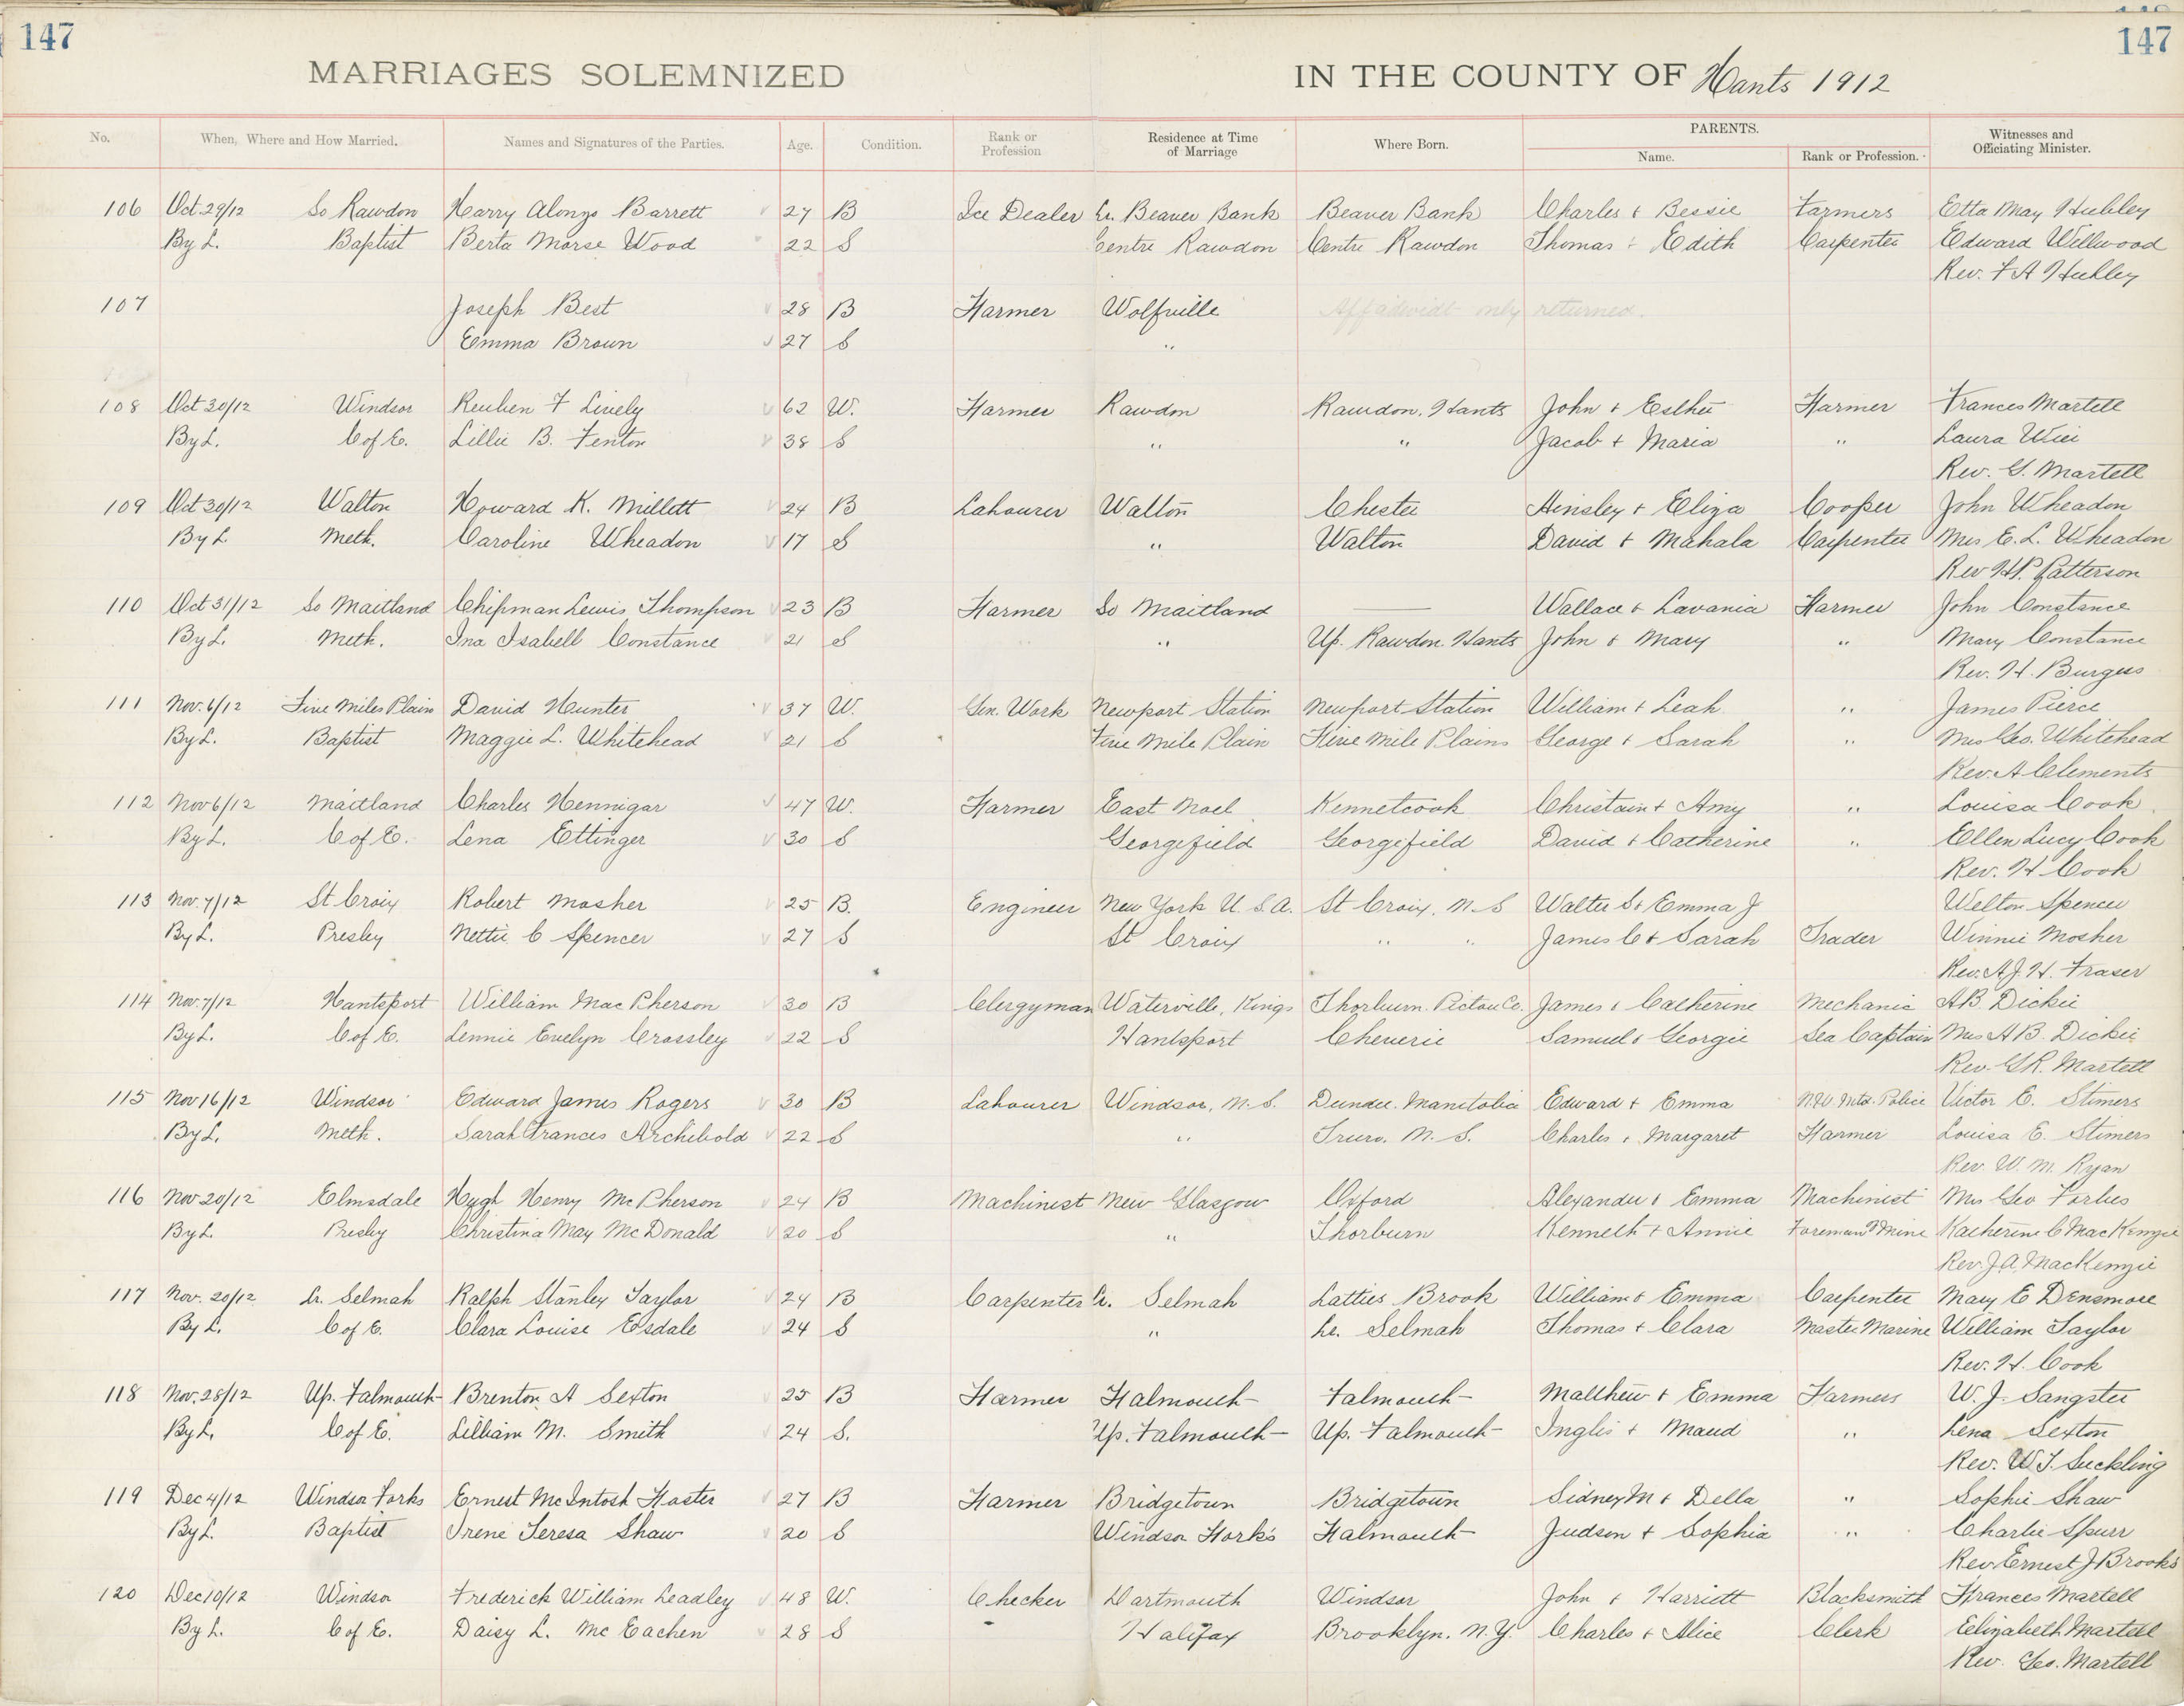 147 147
MARRIAGES SOLEMNIZED IN THE COUNTY OF Hants 1912
No. When, Where and How Married. Names and Signatures of the Parties. Age. Condition. Rank or Profession Residence at Time of Marriage Where Born. PARENTS. Name. Rank or Profession. Witnesses and Officiating Minister.
106 Oct. 29/12 So Rawdon Harry Alonzo Barrett 27 B Ice Dealer Lr. Beaver Bank Beaver Bank Charles & Bessie Farmers Etta May Hubley
By L. Baptist Berta Morse Wood 22 S Centre Rawdon Centre Rawdon Thomas & Edith Carpenter Edward Wellwood
Rev. F A Hubley
107 Joseph Best 28 B Farmer Wolfville Affadavidt only returned.
Emma Brown 27 S "
108 Oct 30/12 Windsor Reuben F Lively 62 W. Farmer Rawdon Rawdon, Hants John & Esther Farmer Frances Martell
By L. C of E. Lillie B. Fenton 38 S " " Jacob & Maria " Laura
Rev. G. Martell
109 Oct 30/12 Walton Howard K. Millett 24 B Labourer Walton Chester Ainsley & Eliza Cooper John Wheadon
By L Meth. Caroline Wheadon 17 S " Walton David & Mahala Carpenter Mrs E. L. Wheadon
Rev H.P. Patterson
110 Oct 31/12 So Maitland Chipman Lewis Thompson 23 B Farmer So Maitland — Wallace & Lavania Farmer John Constance
By L. Meth. Ina Isabell Constance 21 S " Up. Rawdon. Hants John & Mary " Mary Constance
Rev. H. Burgess
111 Nov. 6/12 Five Miles Plain David Hunter 37 W. Gen. Work Newport Station Newport Station William & Leah " James Pierce
By L. Baptist Maggie L. Whitehead 21 S Five Mile Plain Five Mile Plains George & Sarah " Mrs Geo. Whitehead
Rev. A Clements
112 Nov 6/12 Maitland Charles Hennigar 47 W. Farmer East Noel Kennetcook Christain & Amy " Louisa Cook
By L. C of E. Lena Ettinger 30 S Georgefield Georgefield David & Catherine " Ellen Lucy Cook
Rev. H Cook
113 Nov. 7/12 St Croix Robert Mosher 25 B. Engineer New York U.S.A. St Croix, N.S Walter S & Emma J Welton Spencer
By L. Presby Nettie C Spencer 27 S St Croix " " James C & Sarah Trader Winnie Mosher
Rev. A.J.H. Fraser
114 Nov. 7/12 Hantsport William MacPherson 30 B Clergyman Waterville, Kings Thorburn. Pictou Co. James & Catherine Mechanic A B Dickie
By L. C of E. Lennie Evelyn Crossley 22 S Hantsport Cheverie Samuel & Georgie Sea Captain Mrs A B. Dickie
Rev. G R. Martell
115 Nov 16/12 Windsor Edward James Rogers 30 B Labourer Windsor, N.S. Dundee. Manitoba Edward & Emma N.W. Mtd. Police Victor E. Stimers
By L. Meth. Sarah Frances Archibold 22 S " Truro. N.S. Charles & Margaret Farmer Louisa E. Stimers
Rev. W. M. Ryan
116 Nov 20/12 Elmsdale Hugh Henry McPherson 24 B Machinist New Glasgow Oxford Alexander & Emma Machinist Mrs Geo Forbes
By L Presby Christina May McDonald 20 S " Thorburn Kenneth & Annie Foreman Mine Katherine C MacKenzie
Rev. J A. MacKenzie
117 Nov. 20/12 Lr. Selmah Ralph Stanley Taylor 24 B Carpenter Lr. Selmah Latties Brook William & Emma Carpenter Mary E Densmore
By L. C of E. Clara Louise Esdale 24 S " Lr. Selmah Thomas & Clara Master Marine William Taylor
Rev. H. Cook
118 Nov. 28/12 Up. Falmouth Brenton A Sexton 25 B Farmer Falmouth Falmouth Matthew & Emma Farmers W. J. Sangster
By L. C of E. Lilliam M. Smith 24 S. Up. Falmouth Up. Falmouth Inglis & Maud " Lena Sexton
Rev. W.J. Suckling
119 Dec 4/12 Windsor Forks Ernest McIntosh Foster 27 B Farmer Bridgetown Bridgetown Sidney M & Della " Sophie Shaw
By L. Baptist Irene Teresa Shaw 20 S Windsor Forks Falmouth Judson & Sophia " Charlie Spurr
Rev Ernest J Brooks
120 Dec 10/12 Windsor Frederick William Leadley 48 W. Checker Dartmouth Windsor John & Harriett Blacksmith Frances Martell
By L. C of E. Daisy L. McEachen 28 S - Halifax Brooklyn. N.Y. Charles & Alice Clerk Elizabeth Martell
Rev. Geo. Martell